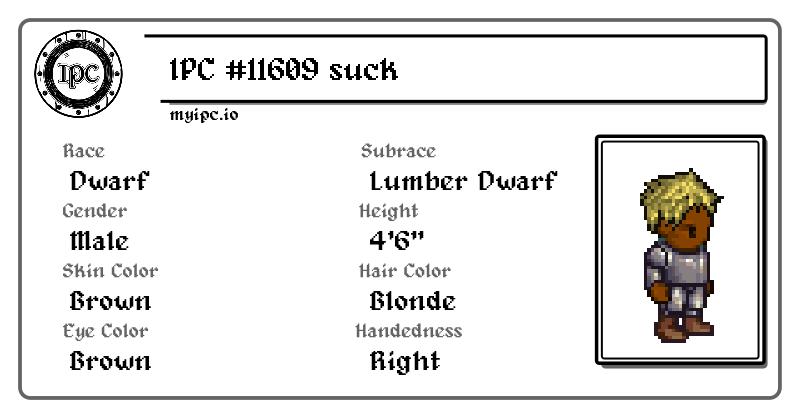 IPC
IPC #11609 suck
myipc.io
Race
Dwarf
Subrace
Lumber Dwarf
Gender
Male
Height
4'6"
Skin Color
Brown
Hair Color
Blonde
Eye Color
Brown
Handedness
Right